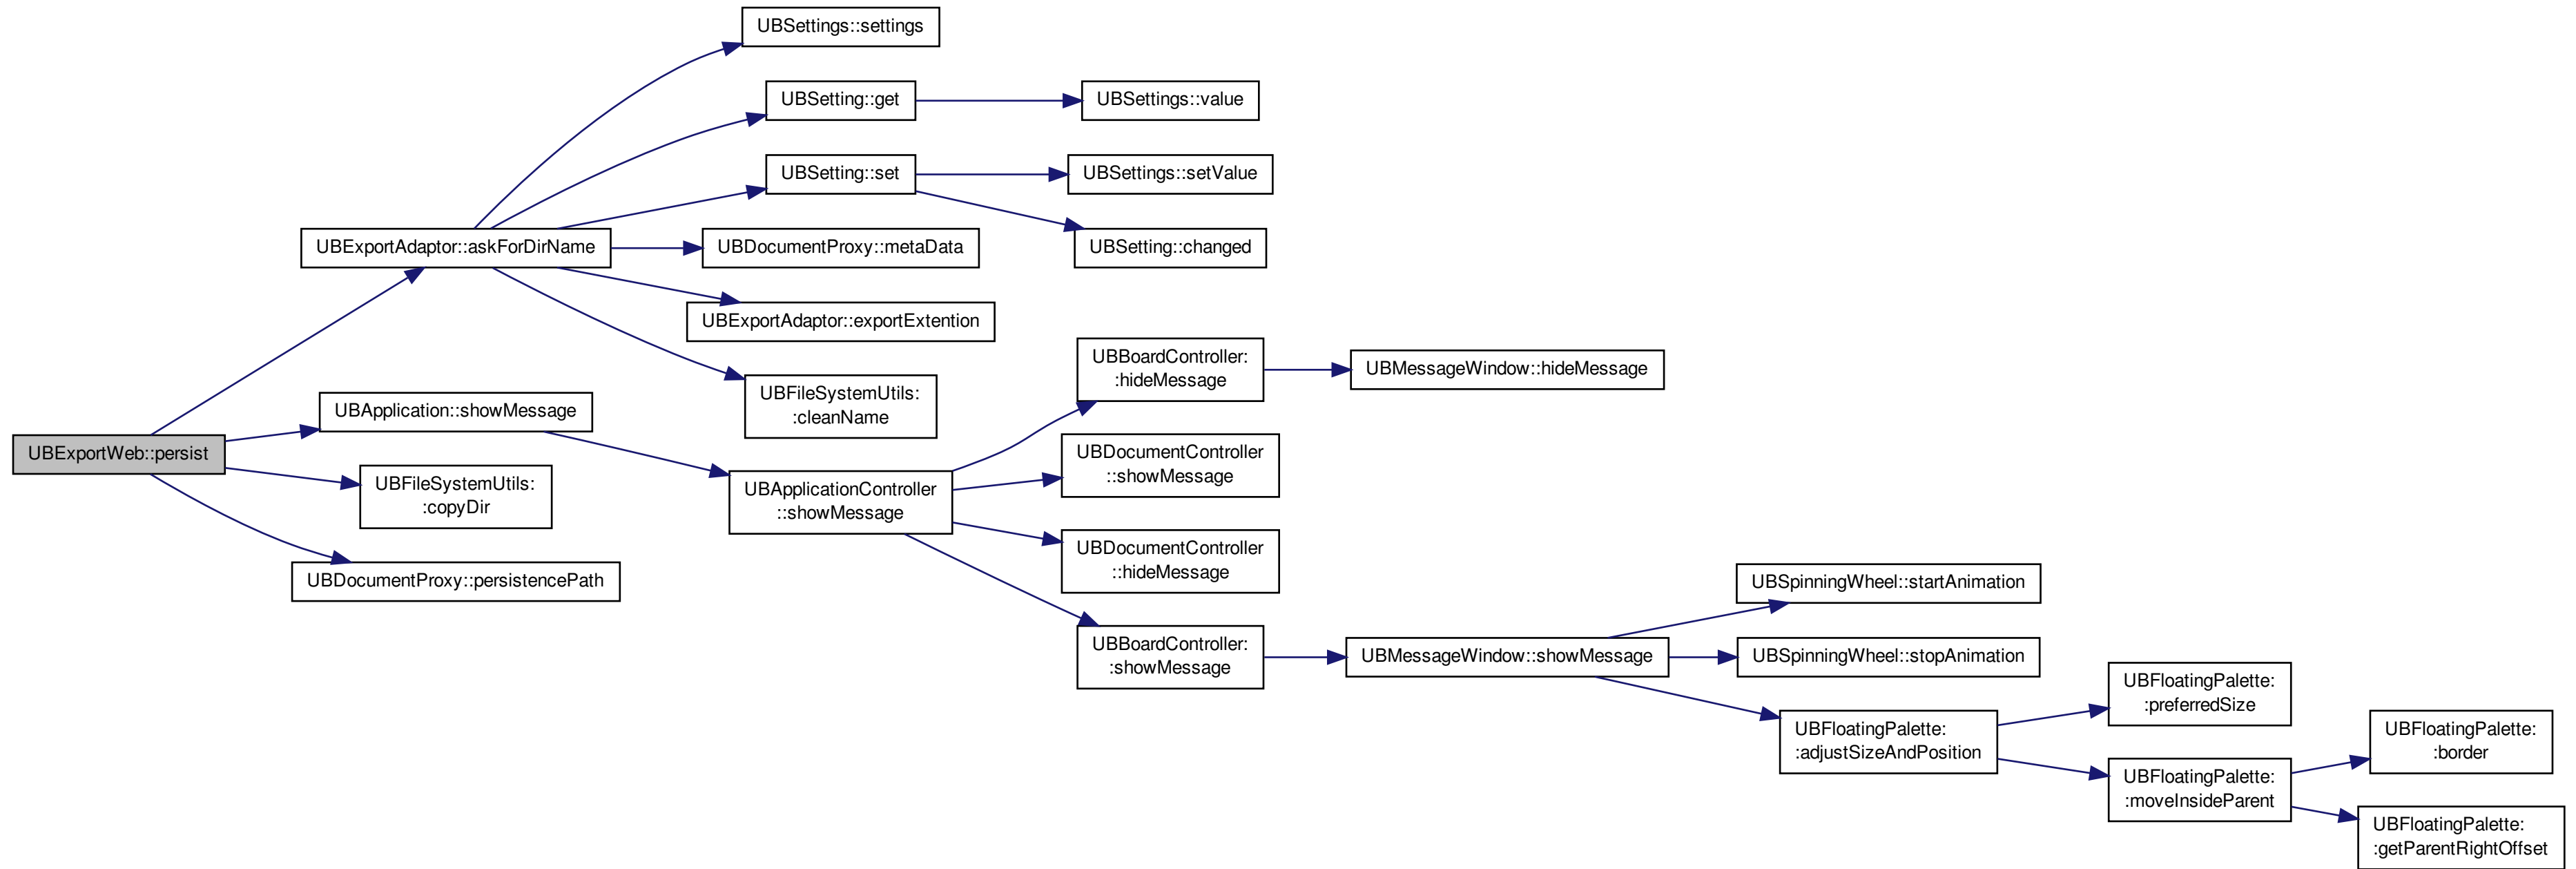 UBSettings::settings
UBSetting::get
UBSettings::value
UBSetting::set
UBSettings::setValue
UBExportAdaptor::askForDirName
UBDocumentProxy::metaData
UBSetting::changed
UBExportAdaptor::exportExtention
UBBoardController:
:hideMessage
UBMessageWindow::hideMessage
UBFileSystemUtils:
:cleanName
UBApplication::showMessage
UBExportWeb::persist
UBDocumentController
::showMessage
UBFileSystemUtils:
:copyDir
UBApplicationController
::showMessage
UBDocumentController
::hideMessage
UBDocumentProxy::persistencePath
UBSpinningWheel::startAnimation
UBBoardController:
:showMessage
UBMessageWindow::showMessage
UBSpinningWheel::stopAnimation
UBFloatingPalette:
:preferredSize
UBFloatingPalette:
:adjustSizeAndPosition
UBFloatingPalette:
:border
UBFloatingPalette:
:moveInsideParent
UBFloatingPalette:
:getParentRightOffset